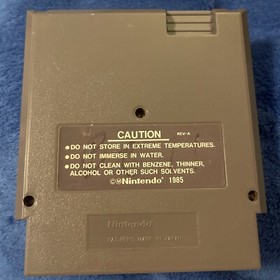 CAUTION REV-A
●DO NOT STORE IN EXTREME TEMPERATURES.
●DO NOT IMMERSE IN WATER.
●DO NOT CLEAN WITH BENZENE, THINNER,
ALCOHOL OR OTHER SUCH SOLVENTS.
©®Nintendo 1985
Nintendo